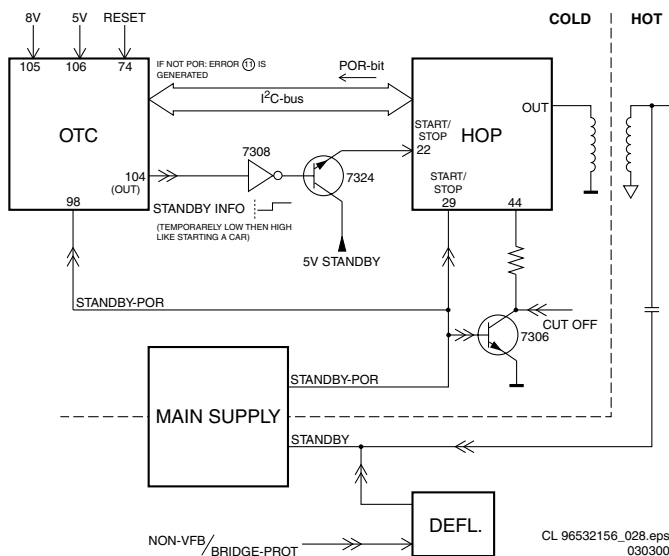 8V
5V
RESET
COLD
HOT
105
106
74
IF NOT POR: ERROR 11 IS
GENERATED
POR-bit
I²C-bus
OUT
OTC
HOP
START/
STOP
22
7308
104
(OUT)
7324
START/
STOP
29
44
98
STANDBY INFO
(TEMPORARELY LOW THEN HIGH
LIKE STARTING A CAR)
5V STANDBY
STANDBY-POR
CUT OFF
7306
STANDBY-POR
MAIN SUPPLY
STANDBY
DEFL.
NON-VFB/
BRIDGE-PROT
CL 96532156_028.eps
030300